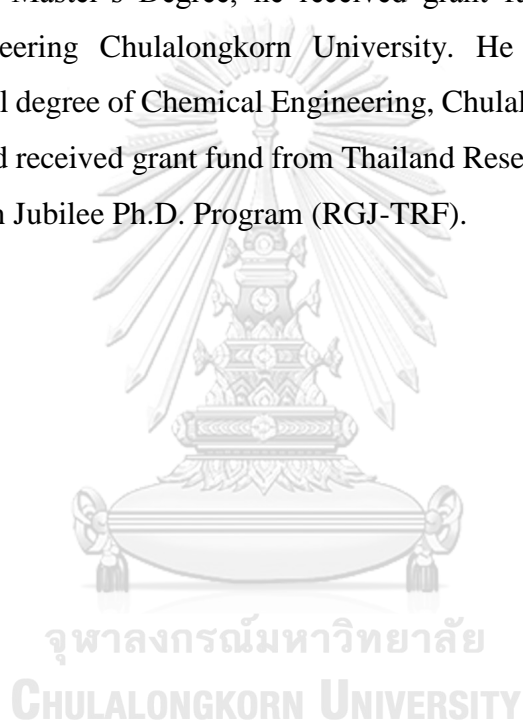 Master's Degree, he received grant
eering Chulalongkorn University. He
l degree of Chemical Engineering, Chulal
d received grant fund from Thailand Rese
n Jubilee Ph.D. Program (RGJ-TRF).
จุฬาลงกรณ์มหาวิทยาลัย
CHULALONGKORN UNIVERSITY